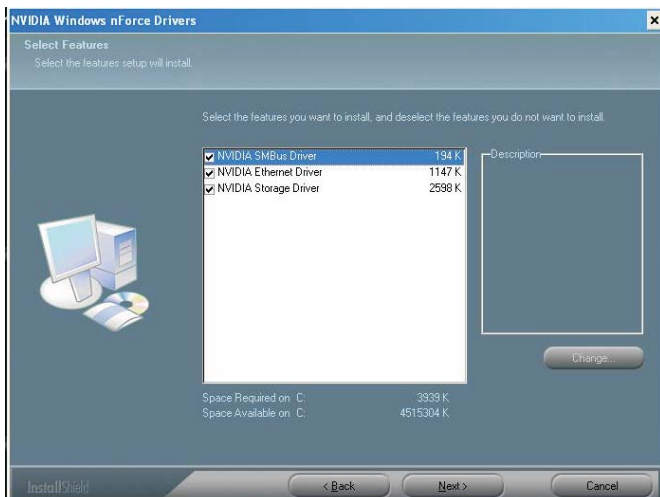 NVIDIA Windows nForce Drivers
Select Features
Select the features setup will install.
Select the features you want to install, and deselect the features you do not want to install.
NVIDIA SMBus Driver 194 K
NVIDIA Ethernet Driver 1147 K
NVIDIA Storage Driver 2598 K
Description
Change...
Space Required on C: 3939 K
Space Available on C: 4515304 K
InstallShield
< Back Next > Cancel